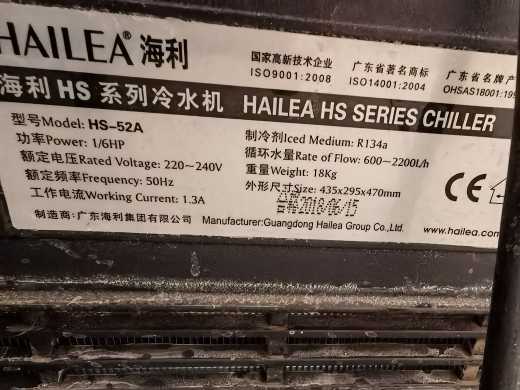 HAILEA® 海利
国家高新技术企业 广东省著名商标 广东省名牌产
ISO9001:2008 ISO14001:2004 OHSAS18001:199
海利 HS 系列冷水机 HAILEA HS SERIES CHILLER
型号Model: HS-52A
功率Power: 1/6HP
额定电压Rated Voltage: 220~240V
额定频率Frequency: 50Hz
工作电流Working Current: 1.3A
制冷剂Iced Medium: R134a
循环水量Rate of Flow: 600~2200L/h
重量Weight: 18Kg
外形尺寸Size: 435x295x470mm
合格2018/06/15
CE
制造商:广东海利集团有限公司 Manufacturer:Guangdong Hailea Group Co.,Ltd. www.hailea.com